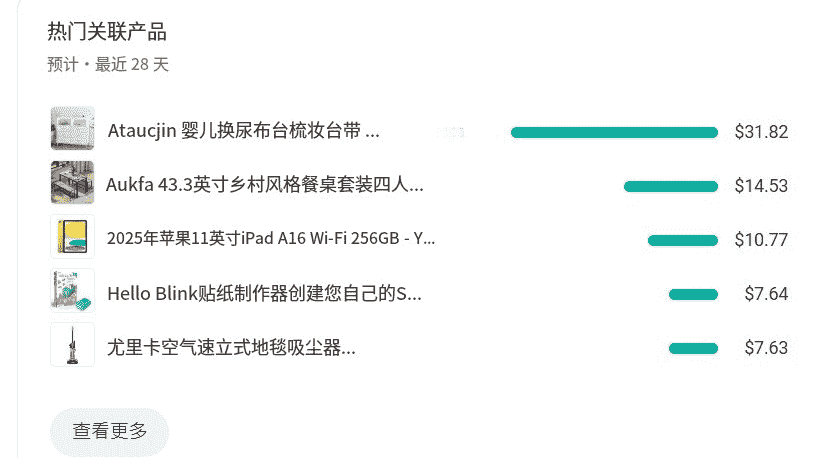 热门关联产品
预计・最近 28 天
Ataucjin 婴儿换尿布台梳妆台带 ... $31.82
Aukfa 43.3英寸乡村风格餐桌套装四人... $14.53
2025年苹果11英寸iPad A16 Wi-Fi 256GB - Y... $10.77
Hello Blink贴纸制作器创建您自己的S... $7.64
尤里卡空气速立式地毯吸尘器... $7.63
查看更多